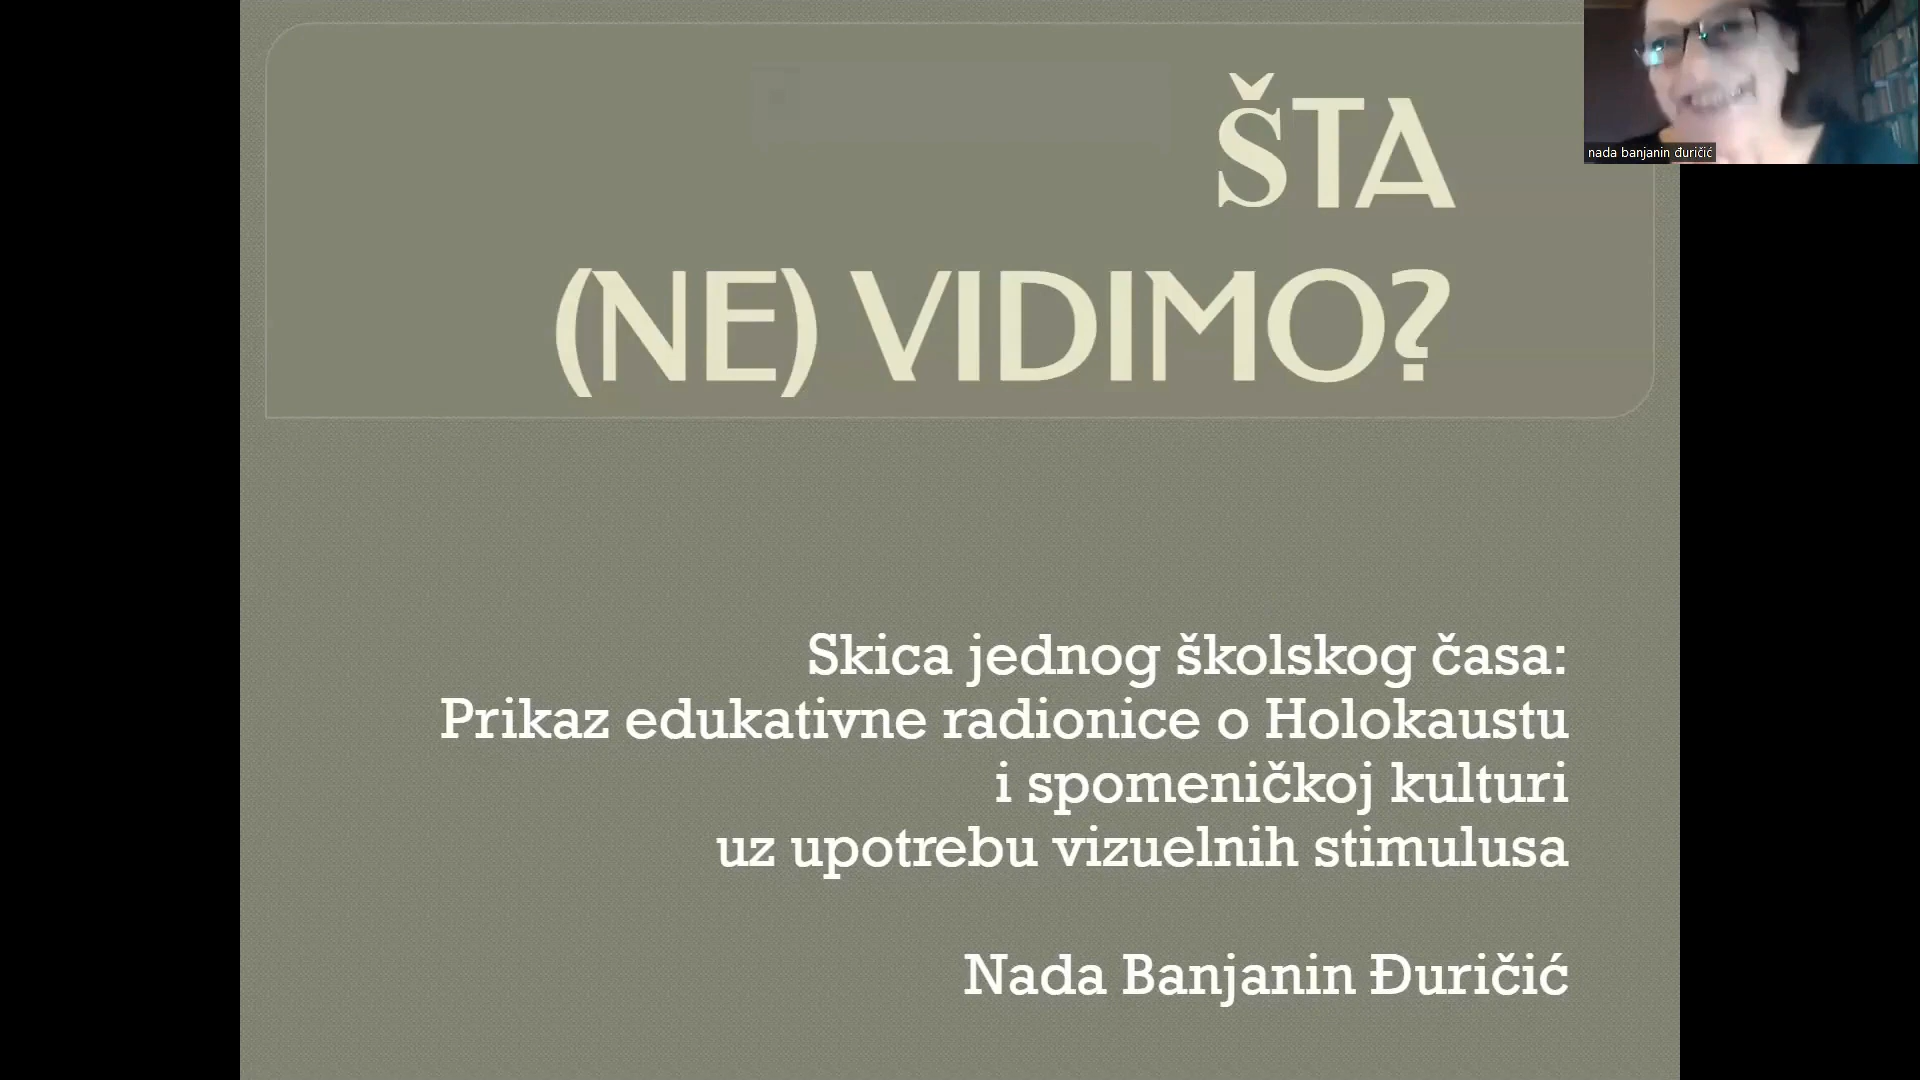 ŠTA
(NE) VIDIMO?
nada banjanin đuričić
Skica jednog školskog časa:
Prikaz edukativne radionice o Holokaustu
i spomeničkoj kulturi
uz upotrebu vizuelnih stimulusa
Nada Banjanin Đuričić